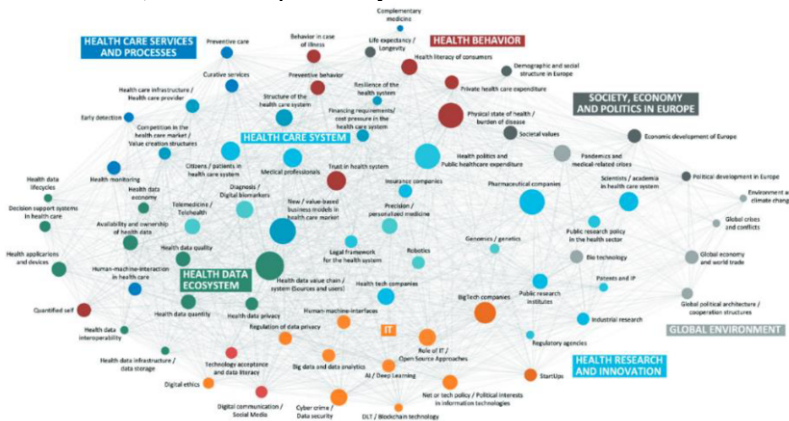 Complementary
medicine
HEALTH CARE SERVICES
AND PROCESSES
Preventive care
Behavior in case
of illness
Life expectancy /
Longevity
HEALTH BEHAVIOR
Health literacy of consumers
Demographic and social
structure in Europe
Curative services
Preventive behavior
Resilience of the
health system
Private health care expenditure
Health care infrastructure /
Health care provider
Structure of the
health care system
Financing requirements/
cost pressure in the
health care system
Physical state of health /
burden of disease
SOCIETY, ECONOMY
AND POLITICS IN EUROPE
Early detection
Competition in the
health care market /
Value creation structures
HEALTH CARE SYSTEM
Societal values
Economic development of Europe
Citizens / patients in
health care system
Medical professionals
Trust in health system
Health politics and
Public healthcare expenditure
Pandemics and
medical-related crises
Scientists / academia
in health care system
Political development in Europe
Health monitoring
Health data
lifecycles
Decision support systems
in health care
Health data
economy
Diagnosis /
Digital biomarkers
Insurance companies
Pharmaceutical companies
Environment and
climate change
Telemedicine /
Telehealth
New / value-based
business models in
health care market
Precision /
personalized medicine
Global crises
and conflicts
Availability and ownership
of health data
Public research policy
in the health sector
Health data quality
Legal framework
for the health system
Robotics
Genomics / genetics
Bio technology
Global economy
and world trade
Health applications
and devices
Human-machine-interaction
in health care
HEALTH DATA
ECOSYSTEM
Health data value chain /
system (Sources and users)
Health tech companies
Public research
institutes
Patents and IP
Global political architecture /
cooperation structures
Quantified self
Health data quantity
Health data privacy
Human machine-interfaces
BigTech companies
Industrial research
GLOBAL ENVIRONMENT
Health data
interoperability
Regulation of data privacy
IT
Role of IT /
Open Source Approaches
Regulatory agencies
HEALTH RESEARCH
AND INNOVATION
Health data infrastructure /
data storage
Technology acceptance
and data literacy
Big data and data analytics
AI / Deep Learning
StartUps
Digital ethics
Digital communication /
Social Media
Cyber crime /
Data security
DLT / Blockchain technology
Net or tech policy / Political interests
in information technologies